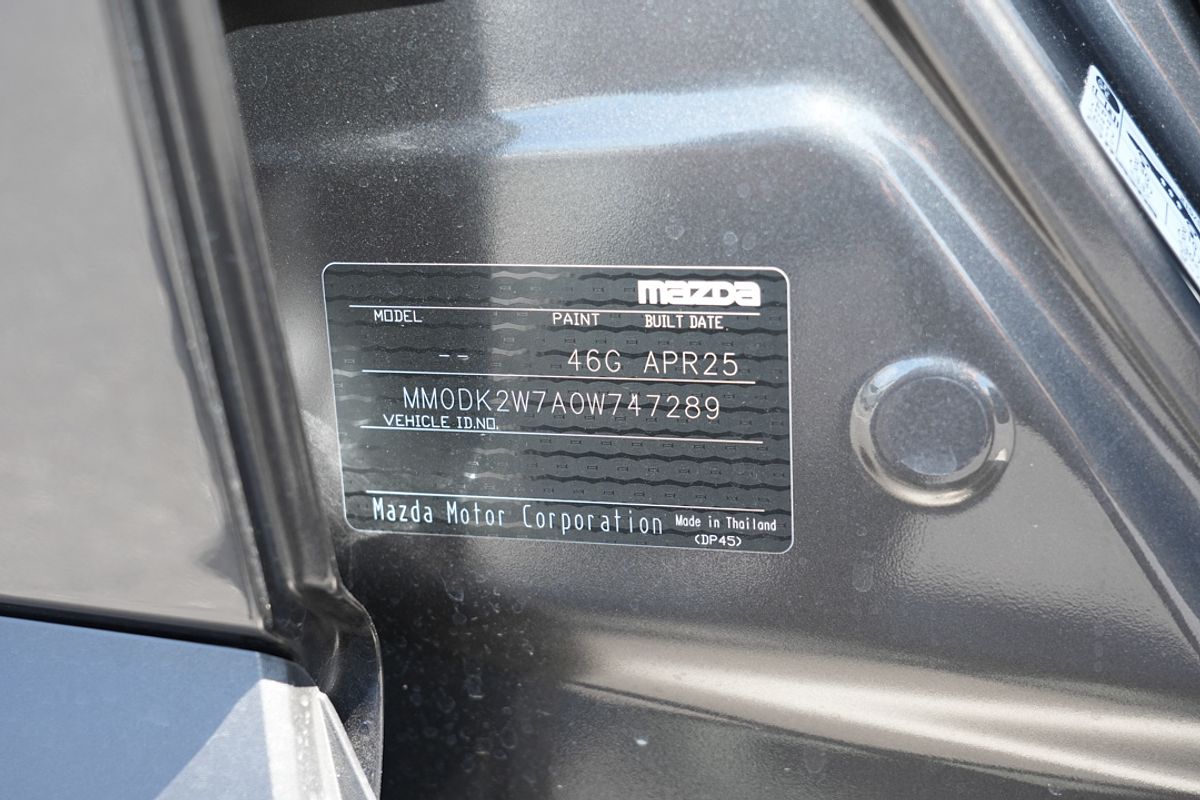 mazda
MODEL PAINT BUILT DATE.
-- 46G APR25
MM0DK2W7A0W747289
VEHICLE ID.NO.
Mazda Motor Corporation Made in Thailand
(DP45)